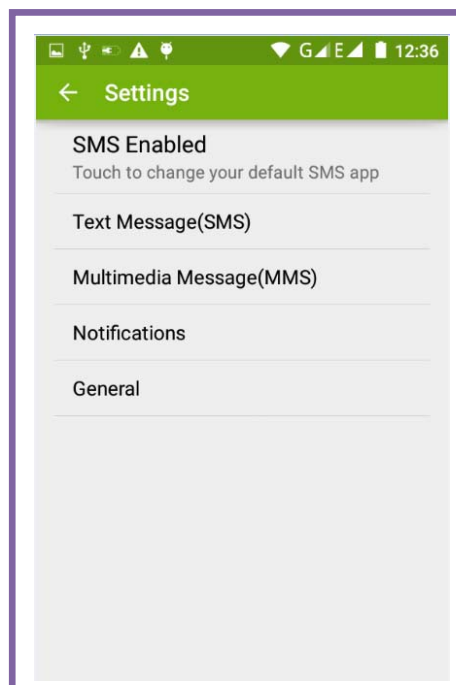 G E 12:36
Settings
SMS Enabled
Touch to change your default SMS app
Text Message(SMS)
Multimedia Message(MMS)
Notifications
General